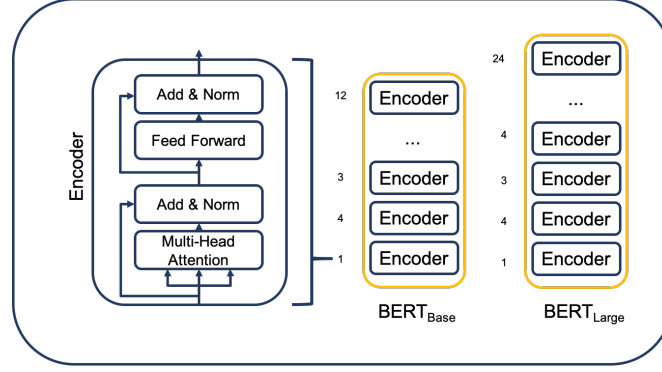 Encoder
Add & Norm
Feed Forward
Add & Norm
Multi-Head
Attention
12
Encoder
...
3
Encoder
4
Encoder
1
Encoder
BERTBase
24
Encoder
...
4
Encoder
3
Encoder
4
Encoder
1
Encoder
BERTLarge